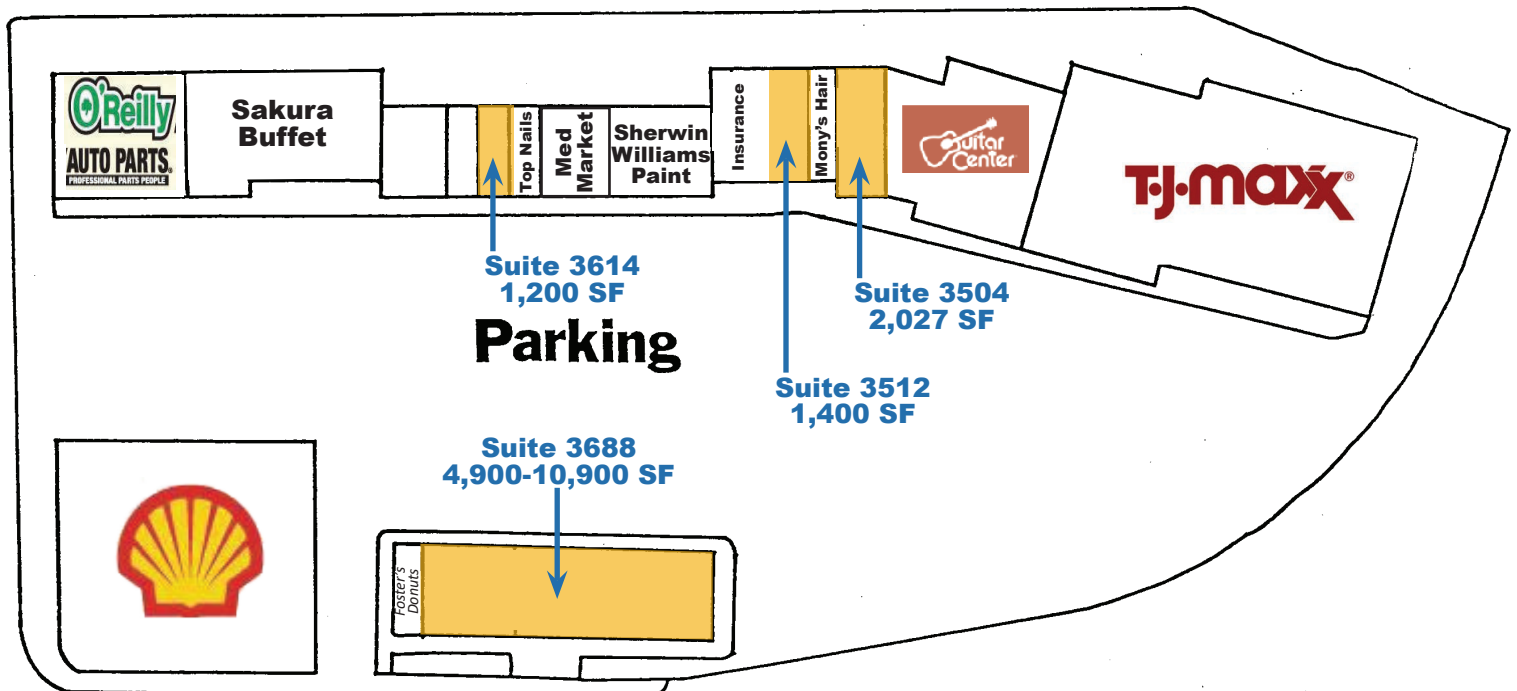 O'Reilly
AUTO PARTS.
PROFESSIONAL PARTS PEOPLE
Sakura
Buffet
Top Nails
Med
Market
Sherwin
Williams
Paint
Insurance
Mony's Hair
Guitar
Center
T•J•maxx®
Suite 3614
1,200 SF
Suite 3504
2,027 SF
Parking
Suite 3512
1,400 SF
Suite 3688
4,900-10,900 SF
Foster's
Donuts